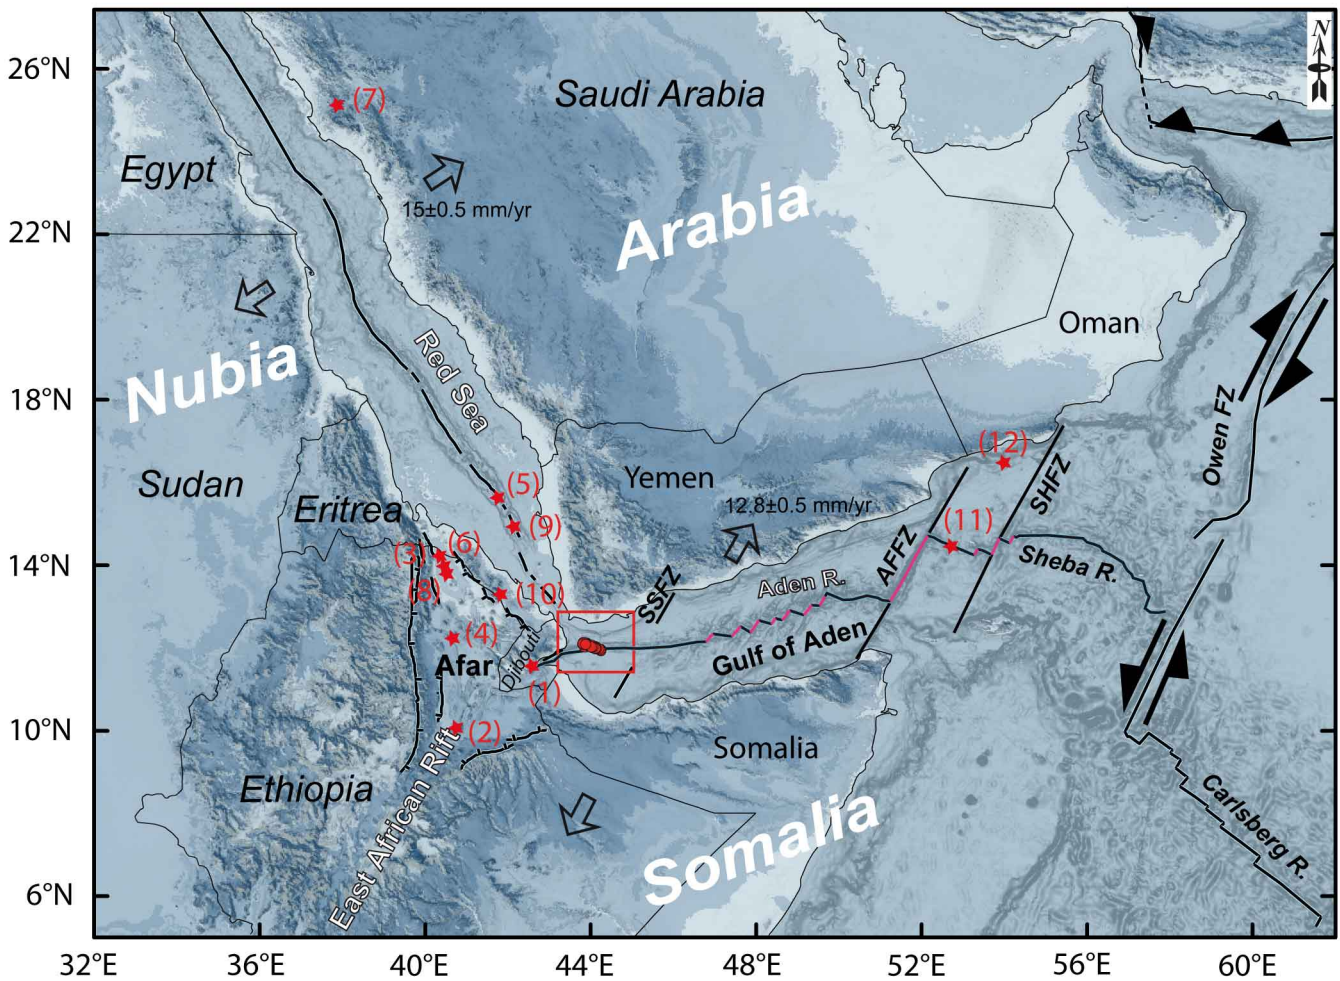 N
26°N
(7)
Saudi Arabia
Egypt
15±0.5 mm/yr
Arabia
22°N
Oman
Red Sea
Nubia
18°N
Owen FZ
(12)
SHFZ
Yemen
Sudan
(5)
Eritrea
12.8±0.5 mm/yr
(9)
(11)
AFFZ
(6)
(3)
14°N
Sheba R.
Aden R.
SSFZ
(8)
(10)
(4)
Afar
Djibouti
Gulf of Aden
(1)
10°N
(2)
Somalia
Ethiopia
East African Rift
Carlsberg R.
Somalia
6°N
32°E
36°E
40°E
44°E
48°E
52°E
56°E
60°E